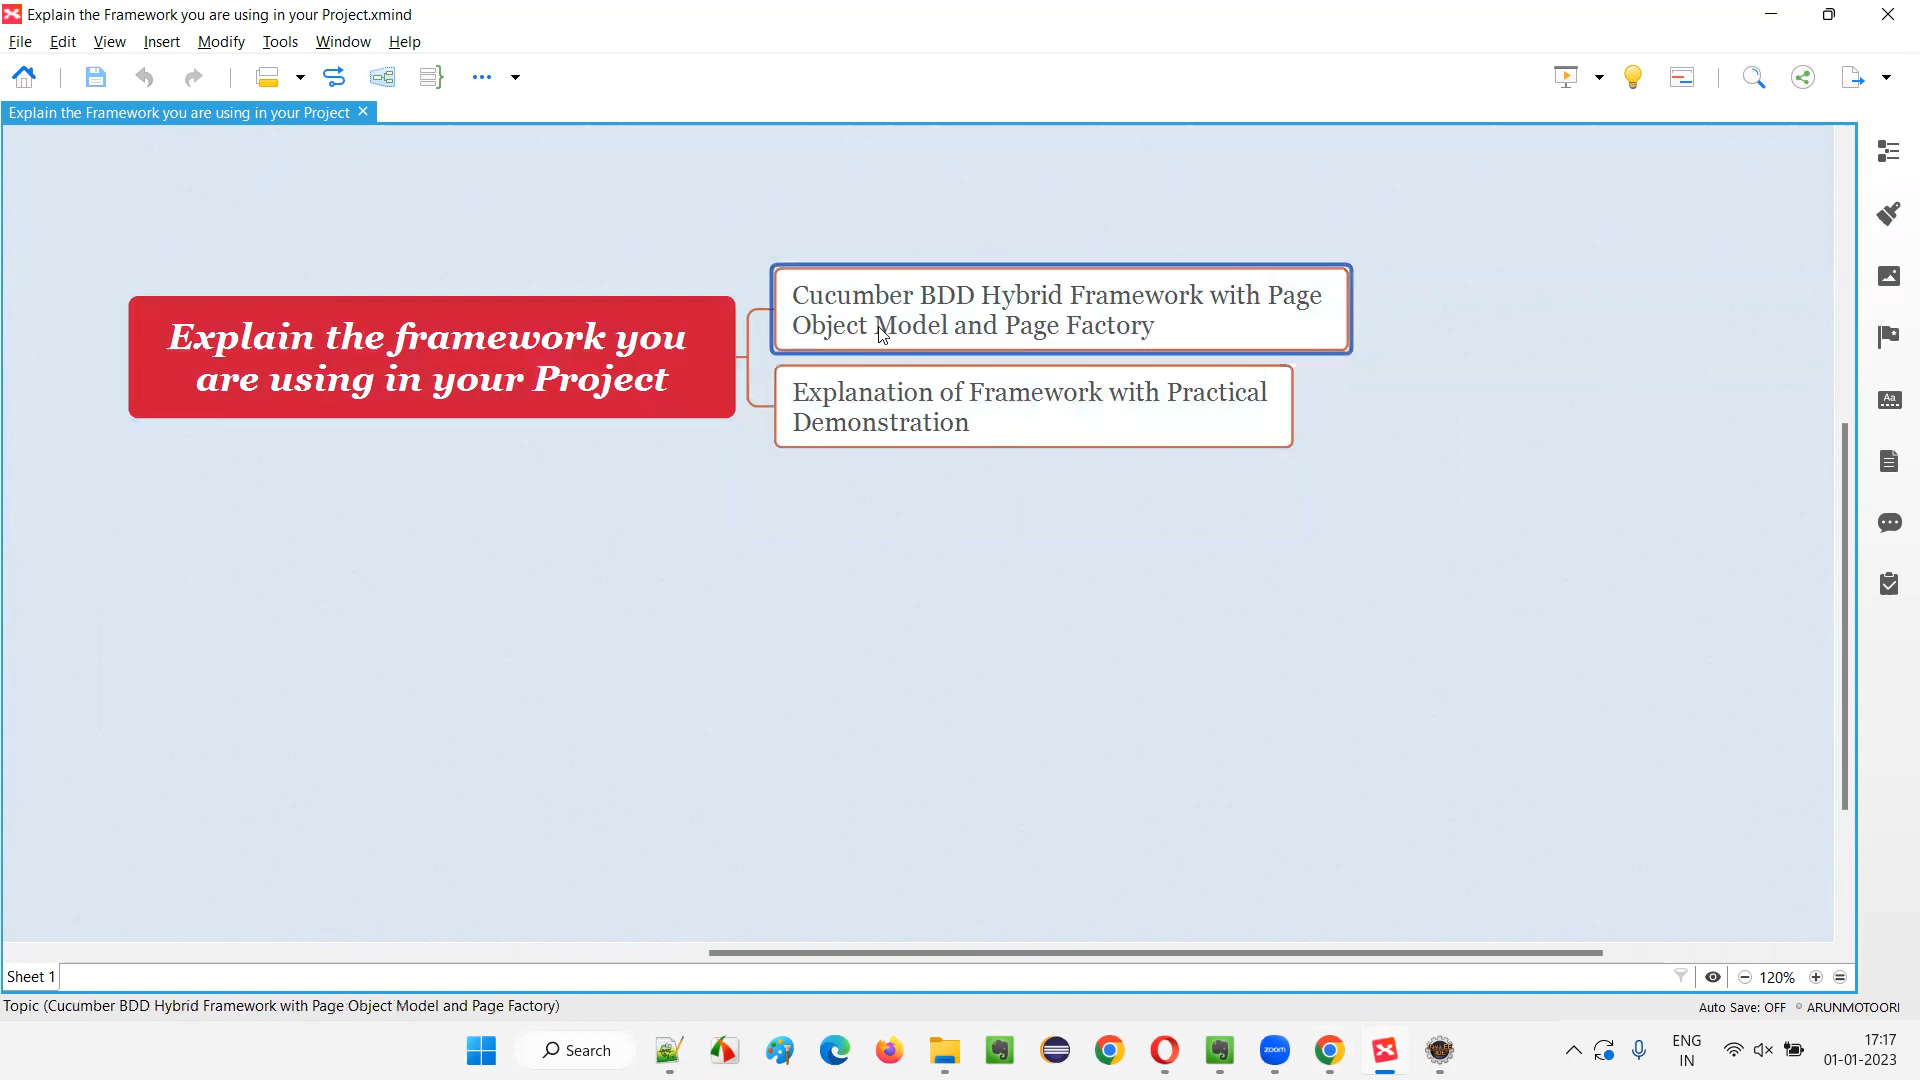 Explain the Framework you are using in your Project.xmind
File Edit View Insert Modify Tools Window Help
Explain the Framework you are using in your Project
Explain the framework you
are using in your Project
Cucumber BDD Hybrid Framework with Page
Object Model and Page Factory
Explanation of Framework with Practical
Demonstration
Aa
Sheet 1
120%
Topic (Cucumber BDD Hybrid Framework with Page Object Model and Page Factory)
Auto Save: OFF
ARUNMOTOORI
Search
zoom
ENG
IN
17:17
01-01-2023